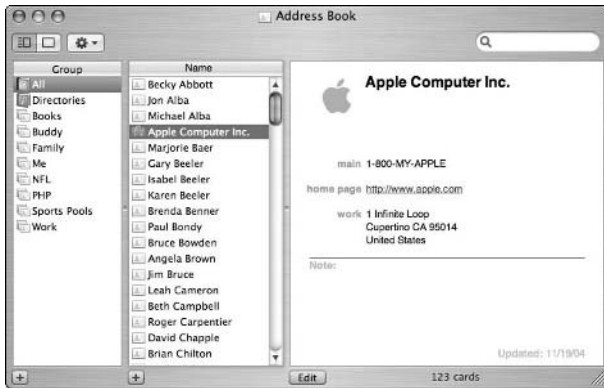 Address Book
Group
All
Directories
Books
Buddy
Family
Me
NFL
PHP
Sports Pools
Work
Name
Becky Abbott
Jon Alba
Michael Alba
Apple Computer Inc.
Marjorie Baer
Gary Beeler
Isabel Beeler
Karen Beeler
Brenda Benner
Paul Bondy
Bruce Bowden
Angela Brown
Jim Bruce
Leah Cameron
Beth Campbell
Roger Carpentier
David Chapple
Brian Chilton
Apple Computer Inc.
main 1-800-MY-APPLE
home page http://www.apple.com
work 1 Infinite Loop
Cupertino CA 95014
United States
Note:
Updated: 11/19/04
Edit
123 cards